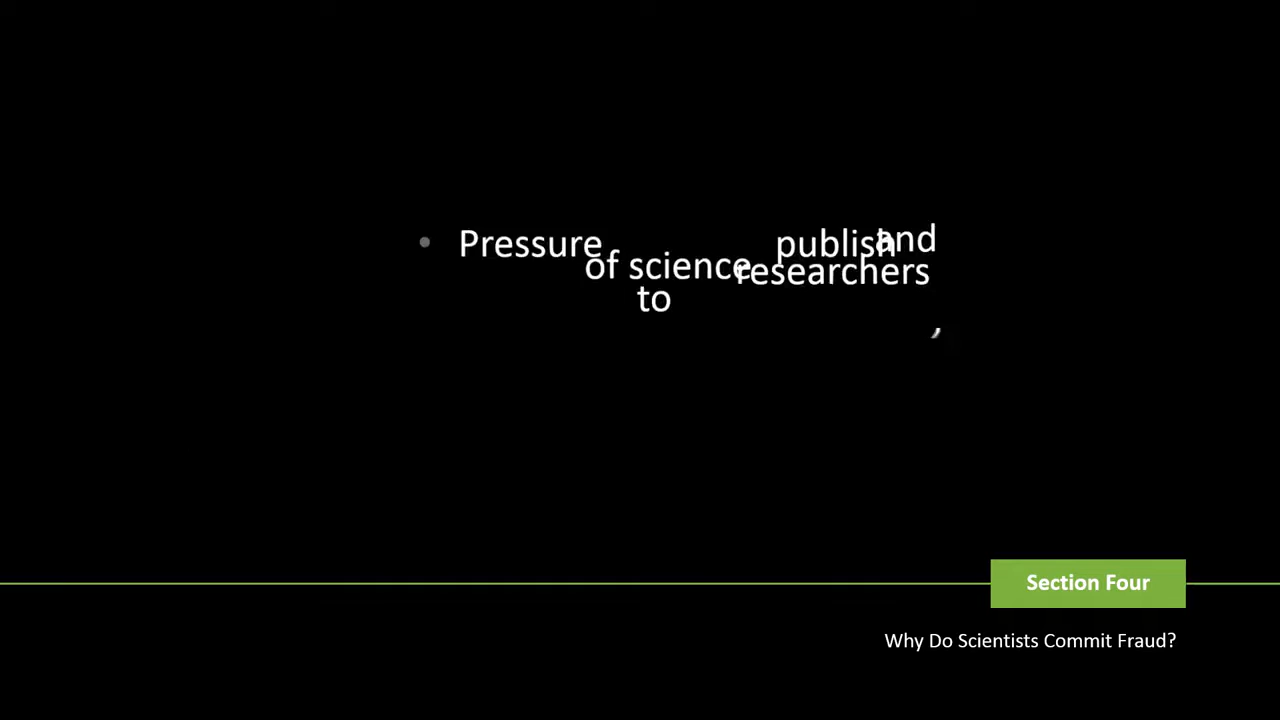 • Pressure publish and
of science researchers
to
,
Section Four
Why Do Scientists Commit Fraud?